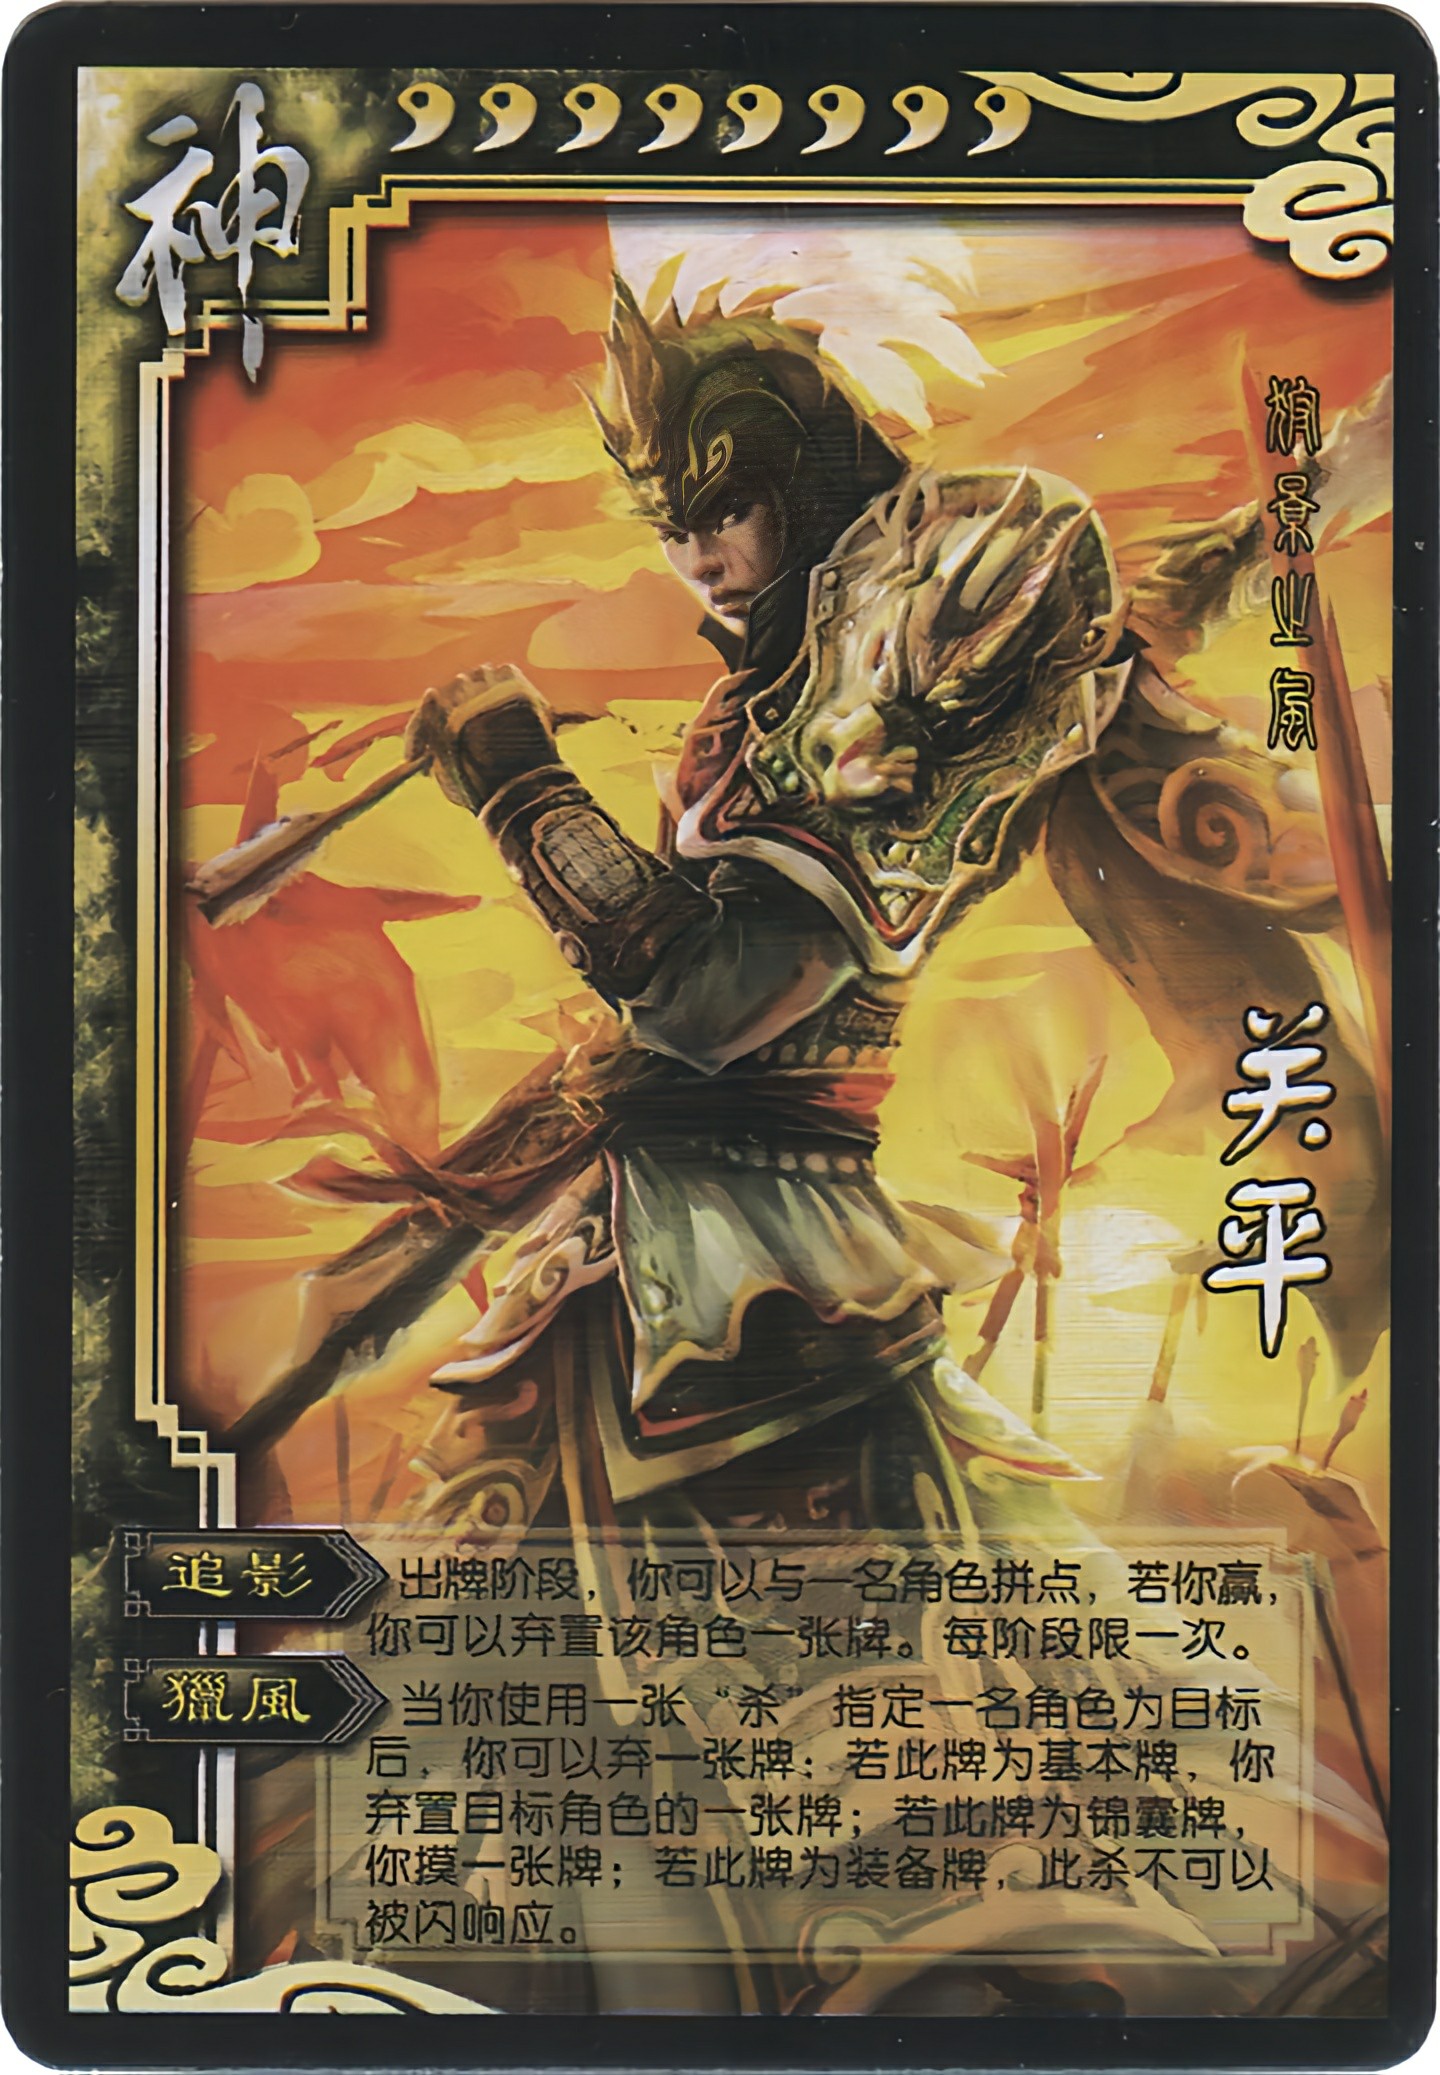 神
景之風
关平
追影
出牌阶段，你可以与一名角色拼点，若你赢，
你可以弃置该角色一张牌。每阶段限一次。
獵風
当你使用一张“杀”指定一名角色为目标
后，你可以弃一张牌：若此牌为基本牌，你
弃置目标角色的一张牌；若此牌为锦囊牌，
你摸一张牌；若此牌为装备牌，此杀不可以
被闪响应。